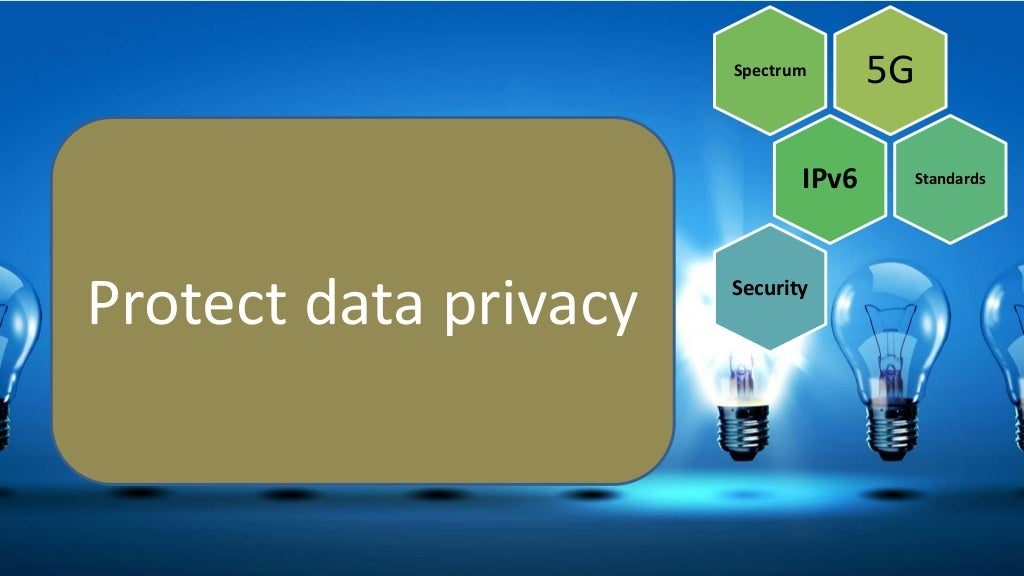 Spectrum
5G
IPv6
Standards
Security
Protect data privacy